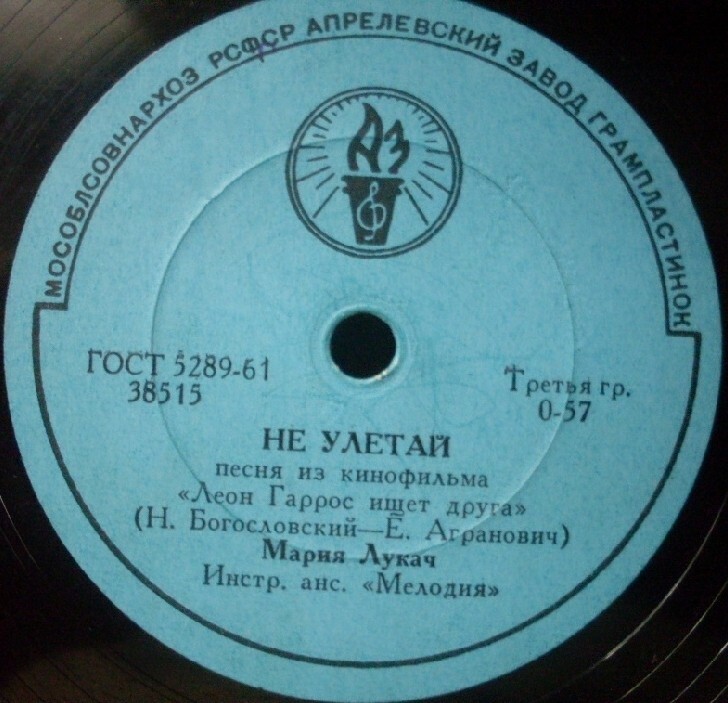 МОСОБЛСОВНАРХОЗ РСФСР АПРЕЛЕВСКИЙ ЗАВОД ГРАМПЛАСТИНОК
АЗ
ГОСТ 5289-61
38515
Третья гр.
0-57
НЕ УЛЕТАЙ
песня из кинофильма
«Леон Гаррос ищет друга»
(Н. Богословский—Е. Агранович)
Мария Лукач
Инстр. анс. «Мелодия»